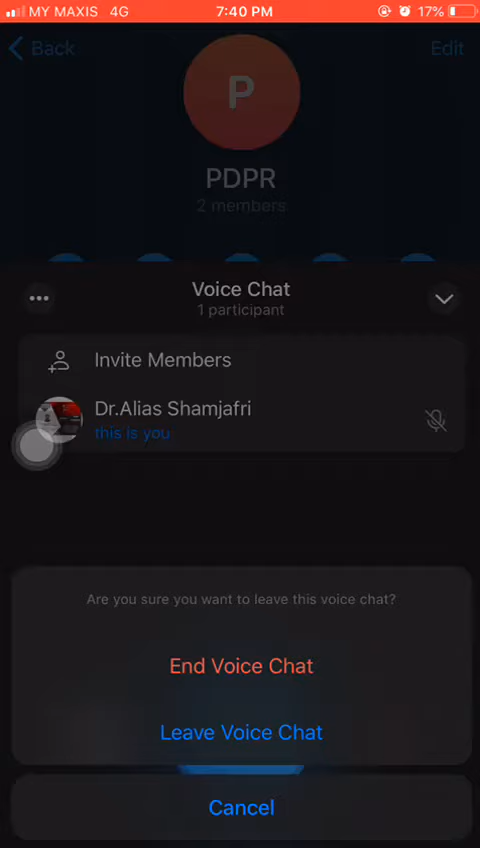 MY MAXIS 4G 7:40 PM 17%
Back Edit
P
PDPR
2 members
Voice Chat
1 participant
Invite Members
Dr.Alias Shamjafri
this is you
Are you sure you want to leave this voice chat?
End Voice Chat
Leave Voice Chat
Cancel